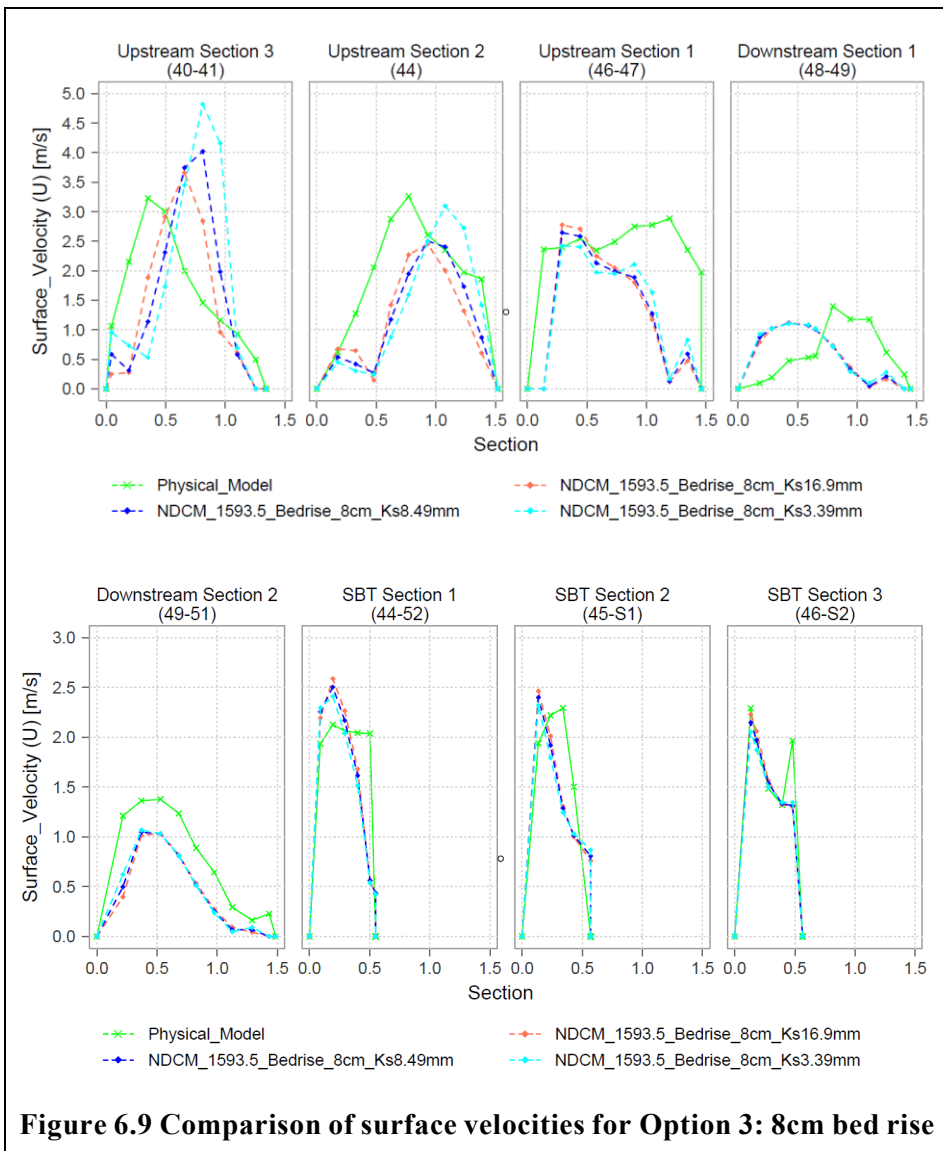 Upstream Section 3
(40-41)
Upstream Section 2
(44)
Upstream Section 1
(46-47)
Downstream Section 1
(48-49)
Surface_Velocity (U) [m/s]
5.0
4.5
4.0
3.5
3.0
2.5
2.0
1.5
1.0
0.5
0.0
0.0 0.5 1.0 1.5
0.0 0.5 1.0 1.5
0.0 0.5 1.0 1.5
0.0 0.5 1.0 1.5
Section
Physical_Model
NDCM_1593.5_Bedrise_8cm_Ks16.9mm
NDCM_1593.5_Bedrise_8cm_Ks8.49mm
NDCM_1593.5_Bedrise_8cm_Ks3.39mm
Downstream Section 2
(49-51)
SBT Section 1
(44-52)
SBT Section 2
(45-S1)
SBT Section 3
(46-S2)
Surface_Velocity (U) [m/s]
3.0
2.5
2.0
1.5
1.0
0.5
0.0
0.0 0.5 1.0 1.5
0.0 0.5 1.0 1.5
0.0 0.5 1.0 1.5
0.0 0.5 1.0 1.5
Section
Physical_Model
NDCM_1593.5_Bedrise_8cm_Ks16.9mm
NDCM_1593.5_Bedrise_8cm_Ks8.49mm
NDCM_1593.5_Bedrise_8cm_Ks3.39mm
Figure 6.9 Comparison of surface velocities for Option 3: 8cm bed rise